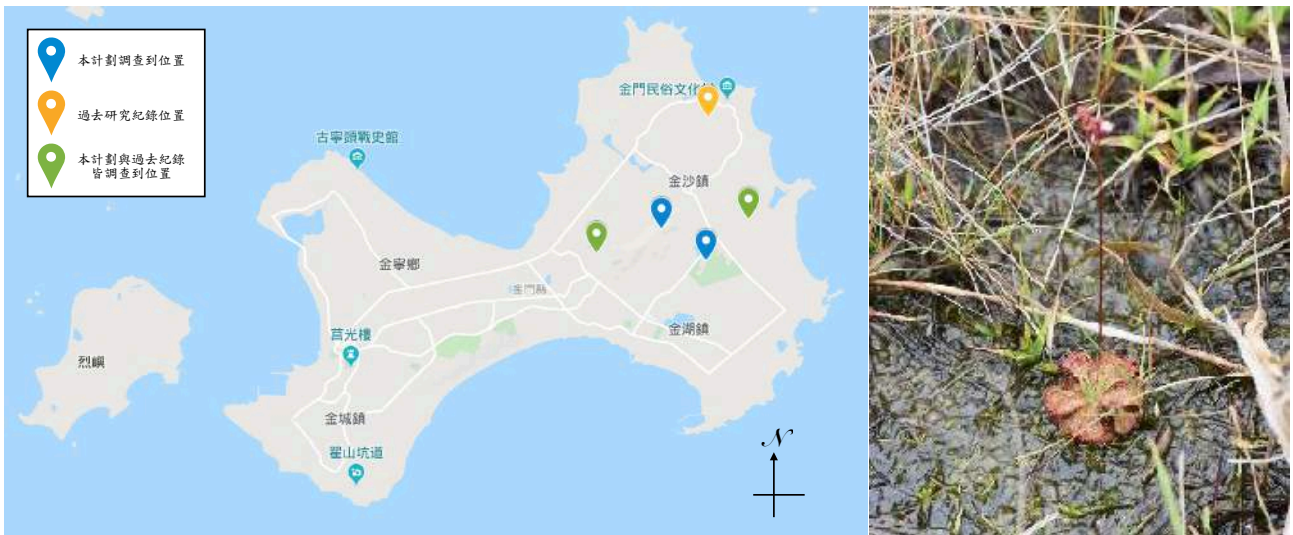 本計劃調查到位置
過去研究紀錄位置
本計劃與過去紀錄
皆調查到位置
金門民俗文化村
古寧頭戰史館
金沙鎮
金寧鄉
金門縣
金湖鎮
莒光樓
烈嶼
金城鎮
翟山坑道
N